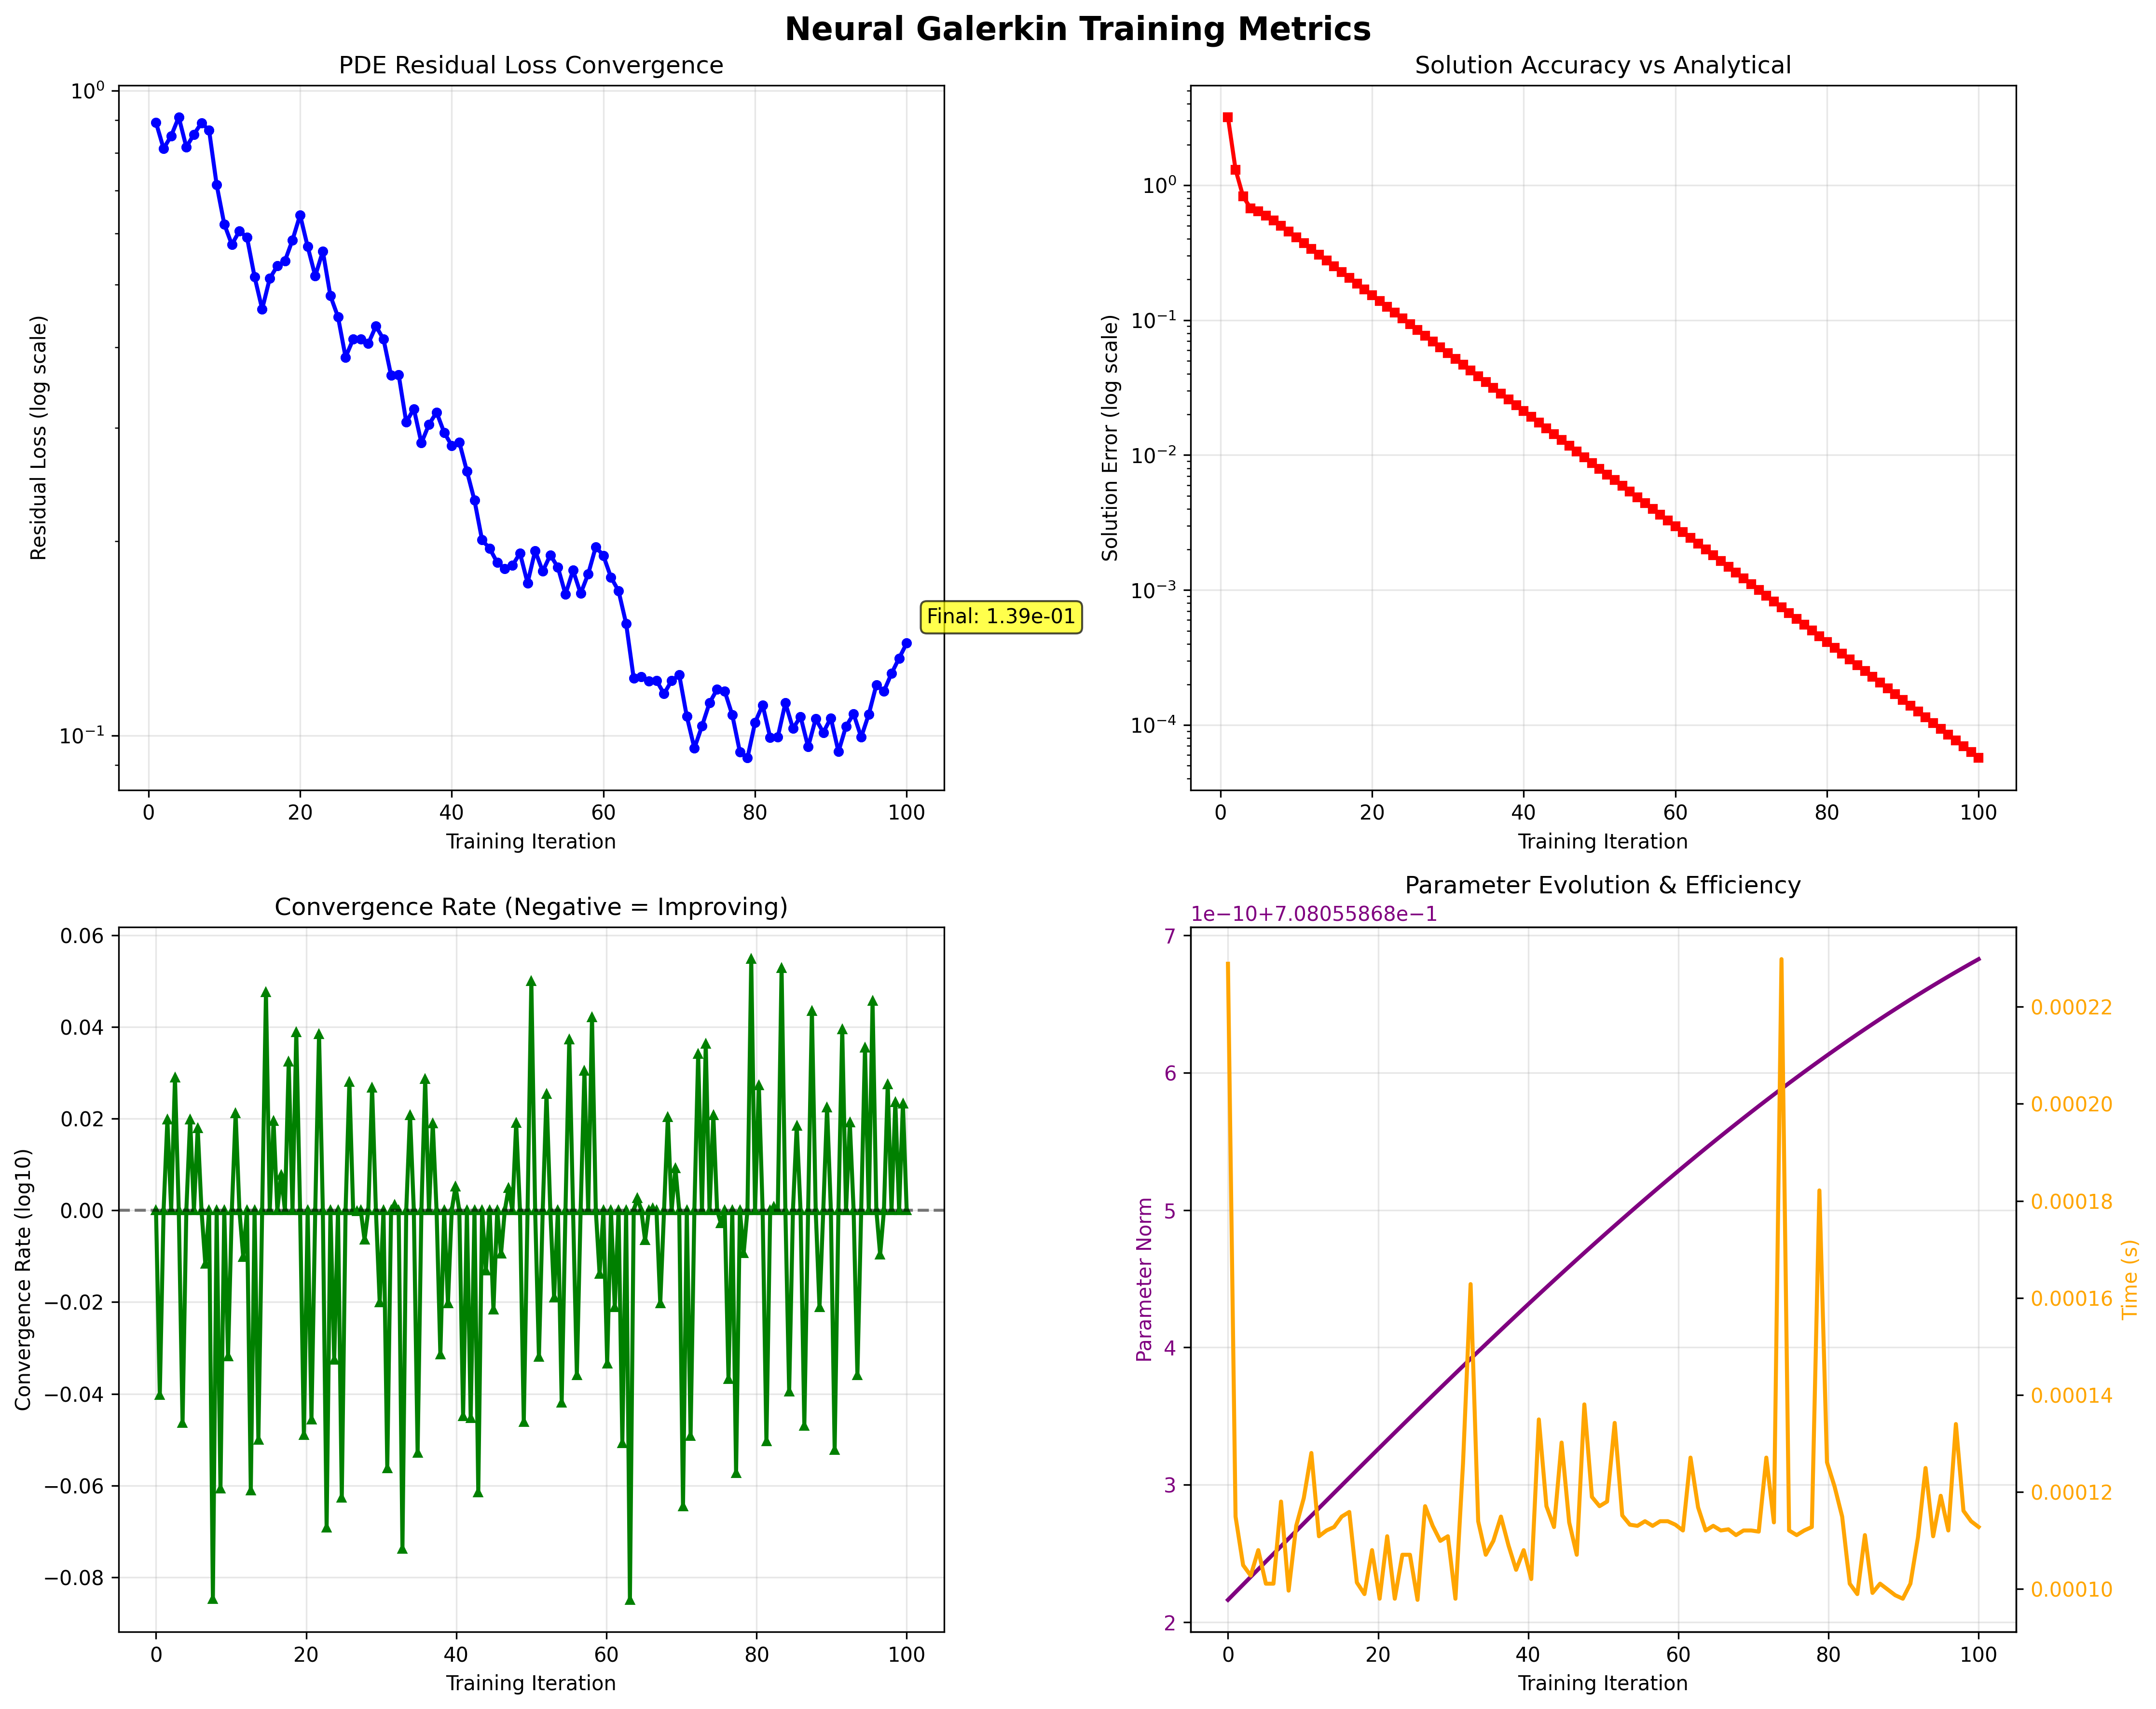 Neural Galerkin Training Metrics
PDE Residual Loss Convergence
Residual Loss (log scale)
10⁰
10⁻¹
Final: 1.39e-01
0 20 40 60 80 100
Training Iteration
Solution Accuracy vs Analytical
Solution Error (log scale)
10⁰
10⁻¹
10⁻²
10⁻³
10⁻⁴
0 20 40 60 80 100
Training Iteration
Convergence Rate (Negative = Improving)
Convergence Rate (log10)
0.06
0.04
0.02
0.00
−0.02
−0.04
−0.06
−0.08
0 20 40 60 80 100
Training Iteration
Parameter Evolution & Efficiency
1e−10+7.08055868e−1
Parameter Norm
7
6
5
4
3
2
0.00022
0.00020
0.00018
0.00016
0.00014
0.00012
0.00010
Time (s)
0 20 40 60 80 100
Training Iteration